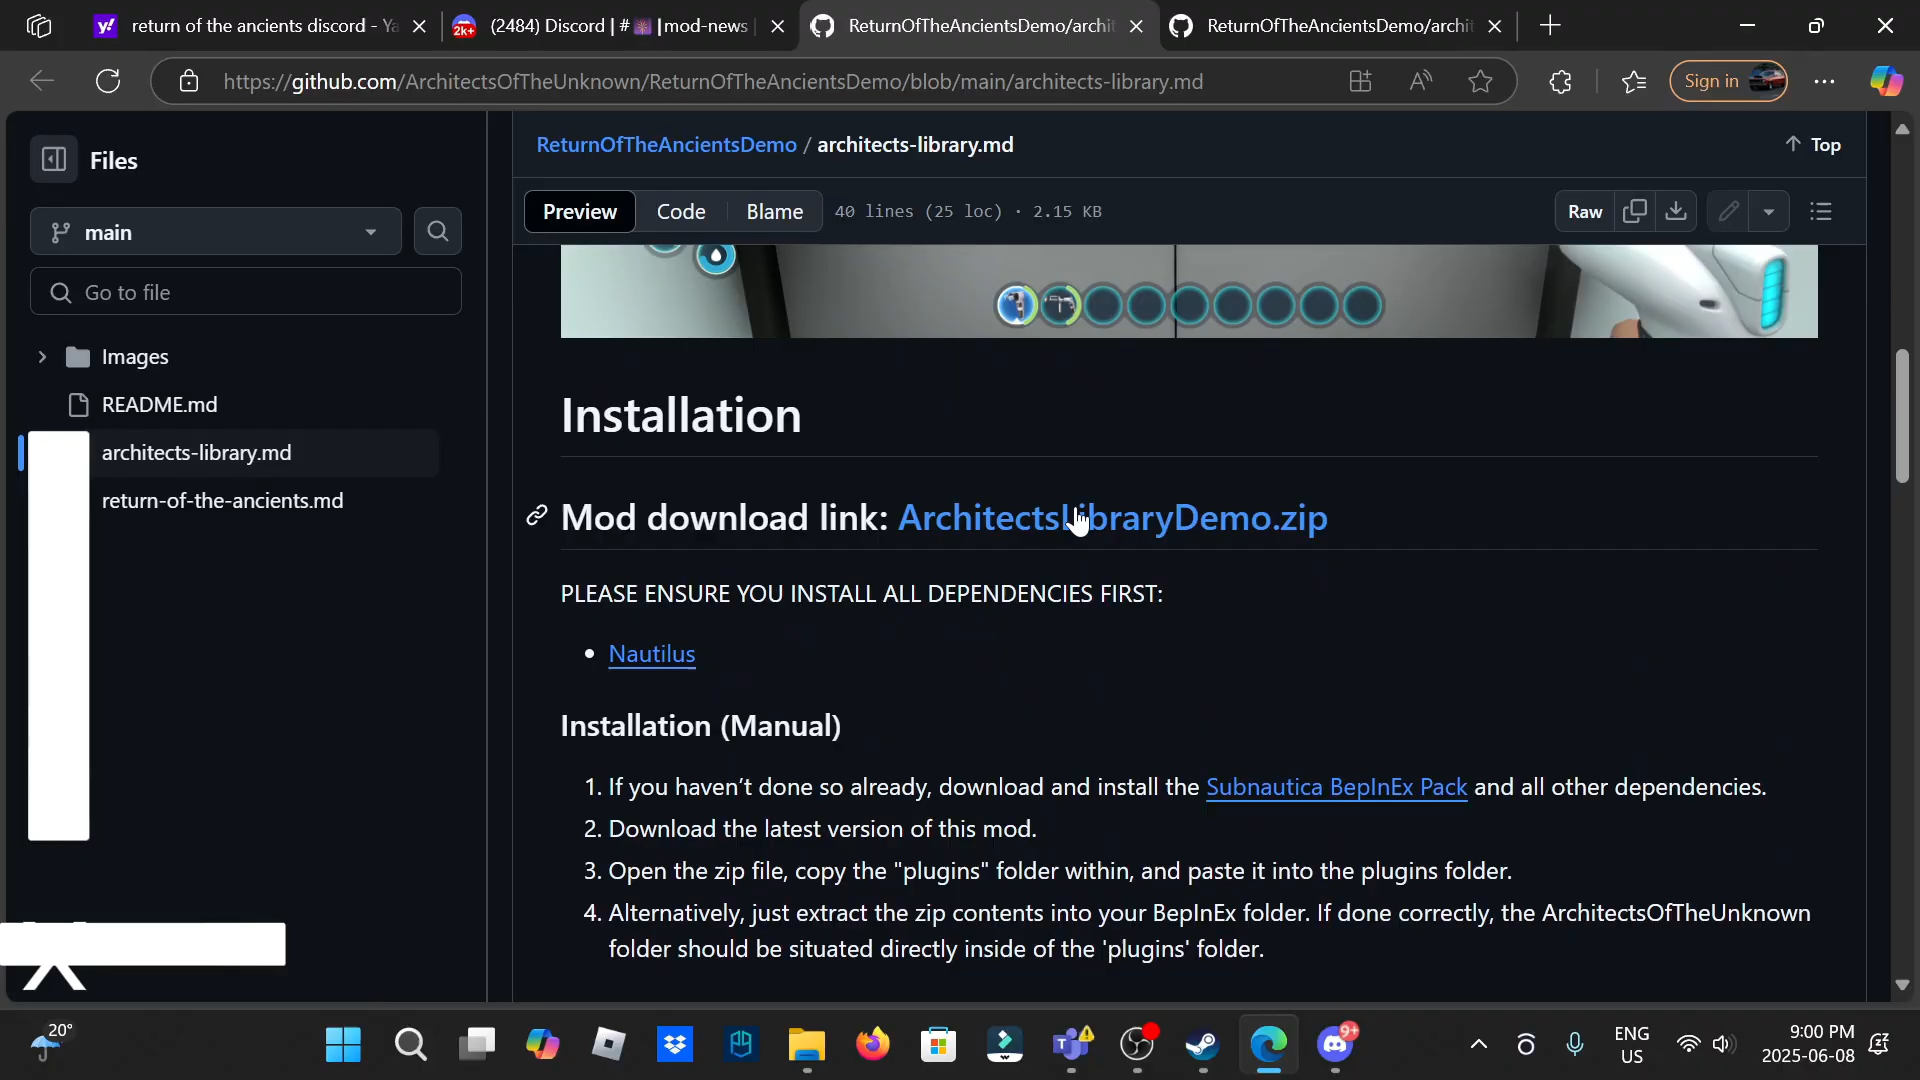 return of the ancients discord - Ya
(2484) Discord | # |mod-news
ReturnOfTheAncientsDemo/archit
ReturnOfTheAncientsDemo/archit
2k+
https://github.com/ArchitectsOfTheUnknown/ReturnOfTheAncientsDemo/blob/main/architects-library.md
Sign in
Files
main
Go to file
Images
README.md
architects-library.md
return-of-the-ancients.md
ReturnOfTheAncientsDemo / architects-library.md
Top
Preview
Code
Blame
40 lines (25 loc) · 2.15 KB
Raw
Installation
Mod download link: ArchitectsLibraryDemo.zip
PLEASE ENSURE YOU INSTALL ALL DEPENDENCIES FIRST:
• Nautilus
Installation (Manual)
1. If you haven't done so already, download and install the Subnautica BepInEx Pack and all other dependencies.
2. Download the latest version of this mod.
3. Open the zip file, copy the "plugins" folder within, and paste it into the plugins folder.
4. Alternatively, just extract the zip contents into your BepInEx folder. If done correctly, the ArchitectsOfTheUnknown
folder should be situated directly inside of the 'plugins' folder.
20°
9+
ENG
US
9:00 PM
2025-06-08